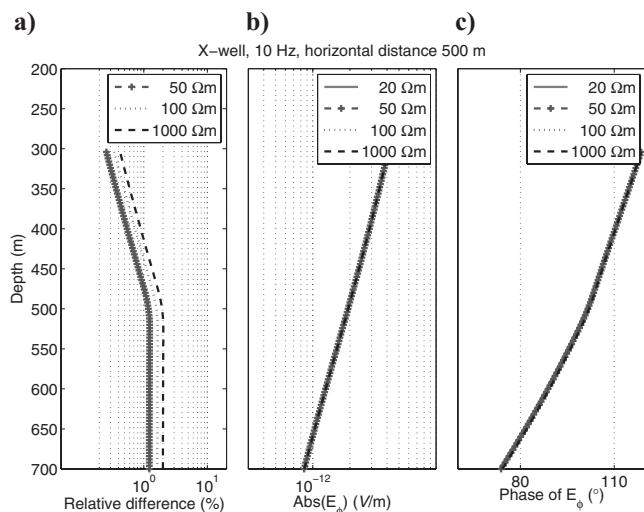 a)
b)
c)
X-well, 10 Hz, horizontal distance 500 m
50 Ωm
100 Ωm
1000 Ωm
20 Ωm
50 Ωm
100 Ωm
1000 Ωm
20 Ωm
50 Ωm
100 Ωm
1000 Ωm
Depth (m)
200
250
300
350
400
450
500
550
600
650
700
10⁰
10¹
Relative difference (%)
10⁻¹²
Abs(E_ϕ) (V/m)
80
110
Phase of E_ϕ (°)